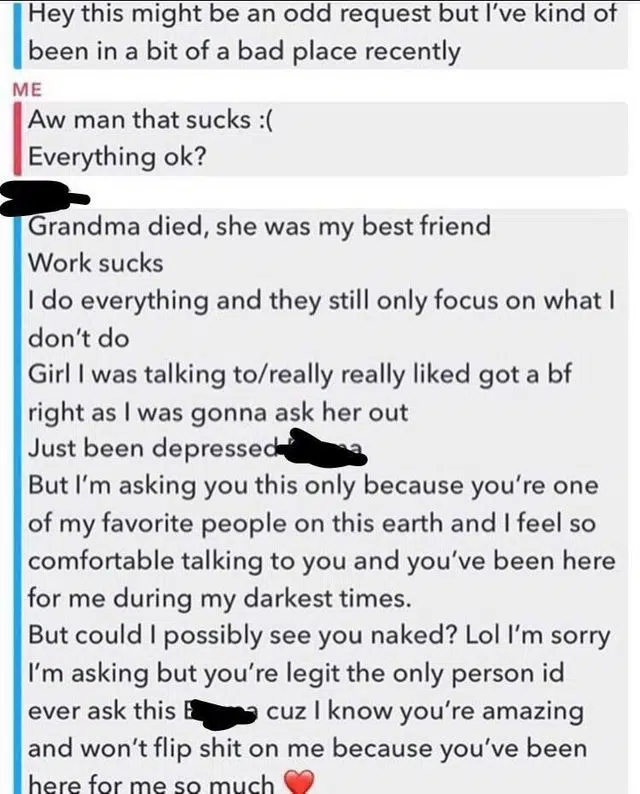 Hey this might be an odd request but I've kind of
been in a bit of a bad place recently
ME
Aw man that sucks :(
Everything ok?
Grandma died, she was my best friend
Work sucks
I do everything and they still only focus on what I
don't do
Girl I was talking to/really really liked got a bf
right as I was gonna ask her out
Just been depressed
But I'm asking you this only because you're one
of my favorite people on this earth and I feel so
comfortable talking to you and you've been here
for me during my darkest times.
But could I possibly see you naked? Lol I'm sorry
I'm asking but you're legit the only person id
ever ask this cuz I know you're amazing
and won't flip shit on me because you've been
here for me so much ❤️